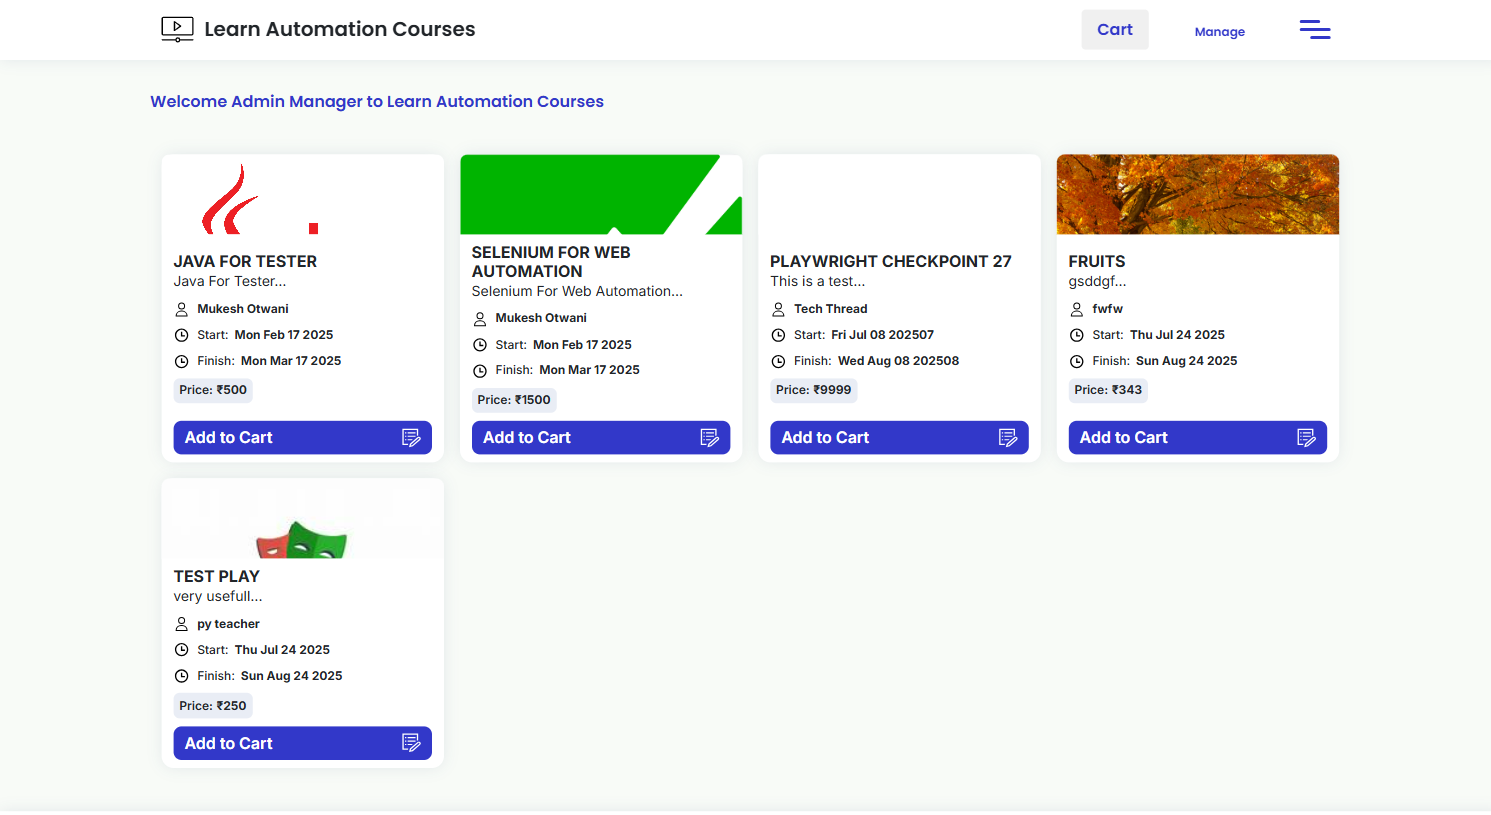 Learn Automation Courses
Cart
Manage
Welcome Admin Manager to Learn Automation Courses
JAVA FOR TESTER
Java For Tester...
Mukesh Otwani
Start: Mon Feb 17 2025
Finish: Mon Mar 17 2025
Price: ₹500
Add to Cart
SELENIUM FOR WEB
AUTOMATION
Selenium For Web Automation...
Mukesh Otwani
Start: Mon Feb 17 2025
Finish: Mon Mar 17 2025
Price: ₹1500
Add to Cart
PLAYWRIGHT CHECKPOINT 27
This is a test...
Tech Thread
Start: Fri Jul 08 202507
Finish: Wed Aug 08 202508
Price: ₹9999
Add to Cart
FRUITS
gsddgf...
fwfw
Start: Thu Jul 24 2025
Finish: Sun Aug 24 2025
Price: ₹343
Add to Cart
TEST PLAY
very usefull...
py teacher
Start: Thu Jul 24 2025
Finish: Sun Aug 24 2025
Price: ₹250
Add to Cart